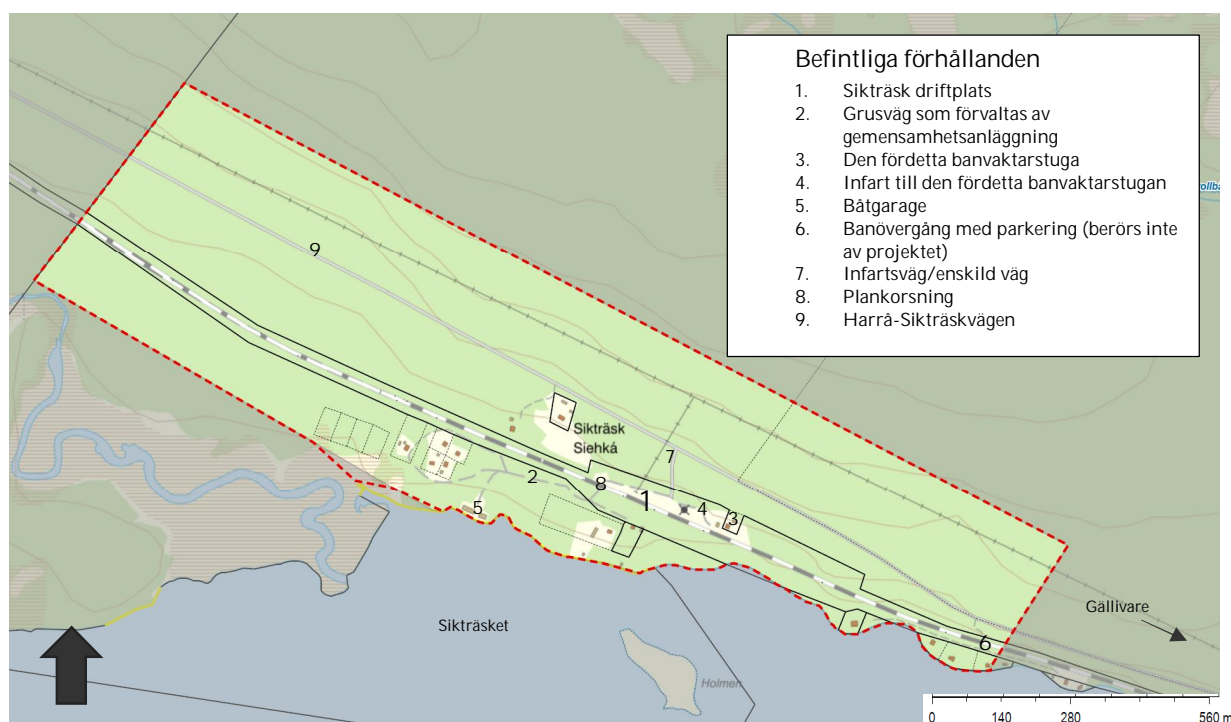 Befintliga förhållanden
1. Sikträsk driftplats
2. Grusväg som förvaltas av
gemensamhetsanläggning
3. Den fördetta banvaktarstuga
4. Infart till den fördetta banvaktarstugan
5. Båtgarage
6. Banövergång med parkering (berörs inte
av projektet)
7. Infartsväg/enskild väg
8. Plankorsning
9. Harrå-Sikträskvägen
9
Sikträsk
Siehká
7
2
8
1
4
3
5
6
Gällivare
Sikträsket
Holmen
0 140 280 560 m